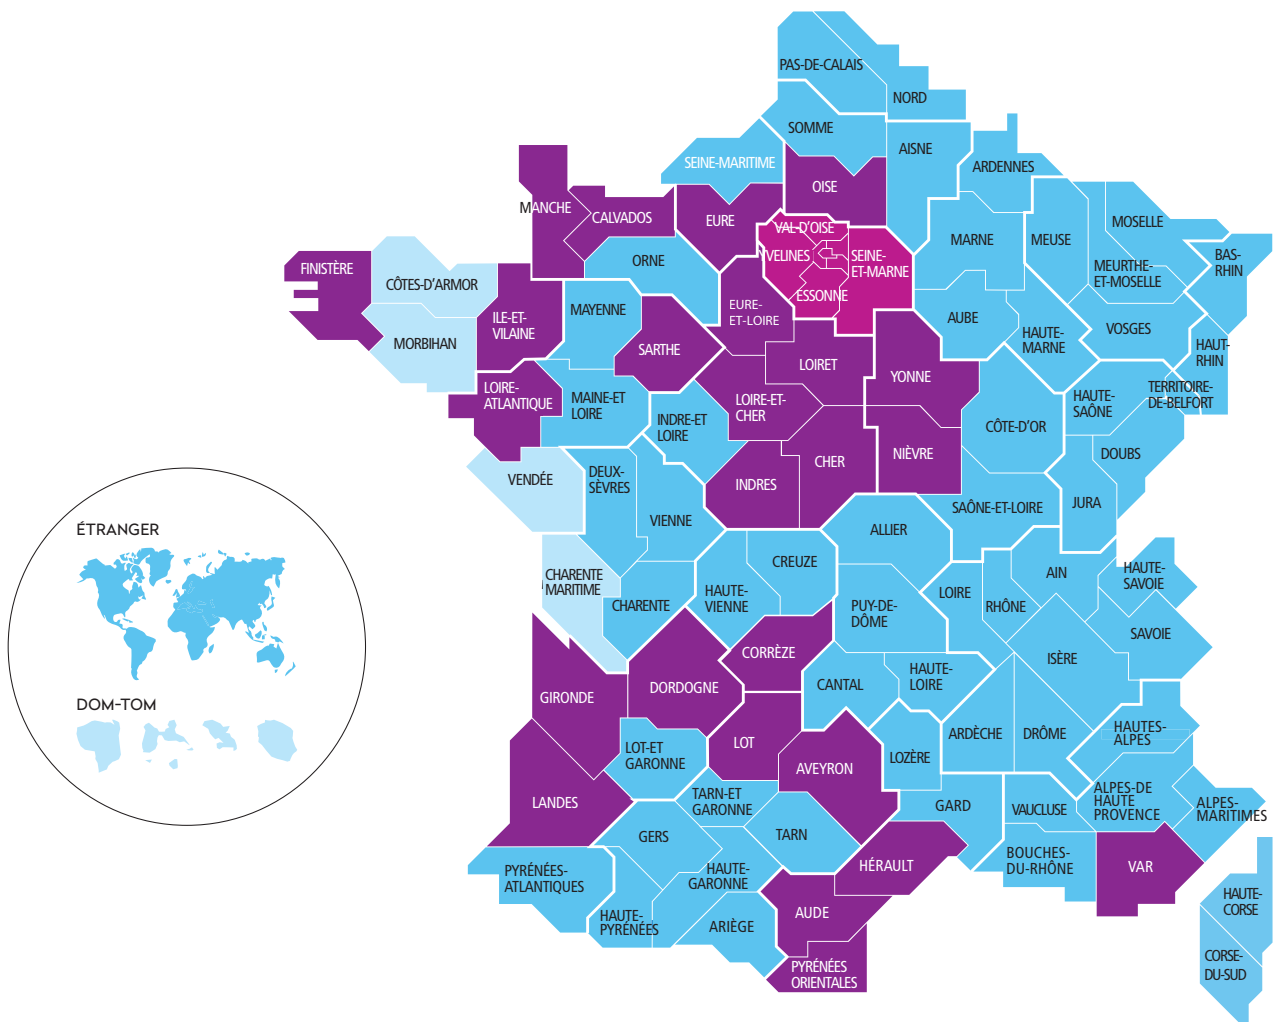 PAS-DE-CALAIS
NORD
SOMME
AISNE
SEINE-MARITIME
ARDENNES
OISE
MANCHE
CALVADOS
EURE
VAL-D'OISE
MARNE
MEUSE
MOSELLE
BAS-
RHIN
FINISTÈRE
CÔTES-D'ARMOR
ORNE
YVELINES
SEINE-
ET-MARNE
MEURTHE-
ET-MOSELLE
ESSONNE
ILE-ET-
VILAINE
MAYENNE
EURE-
ET-LOIRE
AUBE
HAUTE-
MARNE
VOSGES
HAUT-
RHIN
MORBIHAN
SARTHE
LOIRET
YONNE
LOIRE-
ATLANTIQUE
MAINE-ET
LOIRE
LOIRE-ET-
CHER
HAUTE-
SAÔNE
TERRITOIRE-
DE-BELFORT
INDRE-ET
LOIRE
CÔTE-D'OR
DOUBS
VENDÉE
DEUX-
SÈVRES
INDRES
CHER
NIÈVRE
VIENNE
SAÔNE-ET-LOIRE
JURA
ÉTRANGER
ALLIER
CREUZE
CHARENTE
MARITIME
CHARENTE
HAUTE-
VIENNE
PUY-DE-
DÔME
LOIRE
RHÔNE
AIN
HAUTE-
SAVOIE
SAVOIE
CORRÈZE
ISÈRE
DOM-TOM
GIRONDE
DORDOGNE
CANTAL
HAUTE-
LOIRE
LOT-ET
GARONNE
LOT
AVEYRON
LOZÈRE
ARDÈCHE
DRÔME
HAUTES-
ALPES
LANDES
TARN-ET
GARONNE
GARD
VAUCLUSE
ALPES-DE
HAUTE
PROVENCE
ALPES-
MARITIMES
GERS
TARN
PYRÉNÉES-
ATLANTIQUES
HAUTE-
GARONNE
HÉRAULT
BOUCHES-
DU-RHÔNE
VAR
HAUTE-
PYRÉNÉES
ARIÈGE
AUDE
HAUTE-
CORSE
PYRÉNÉES
ORIENTALES
CORSE-
DU-SUD